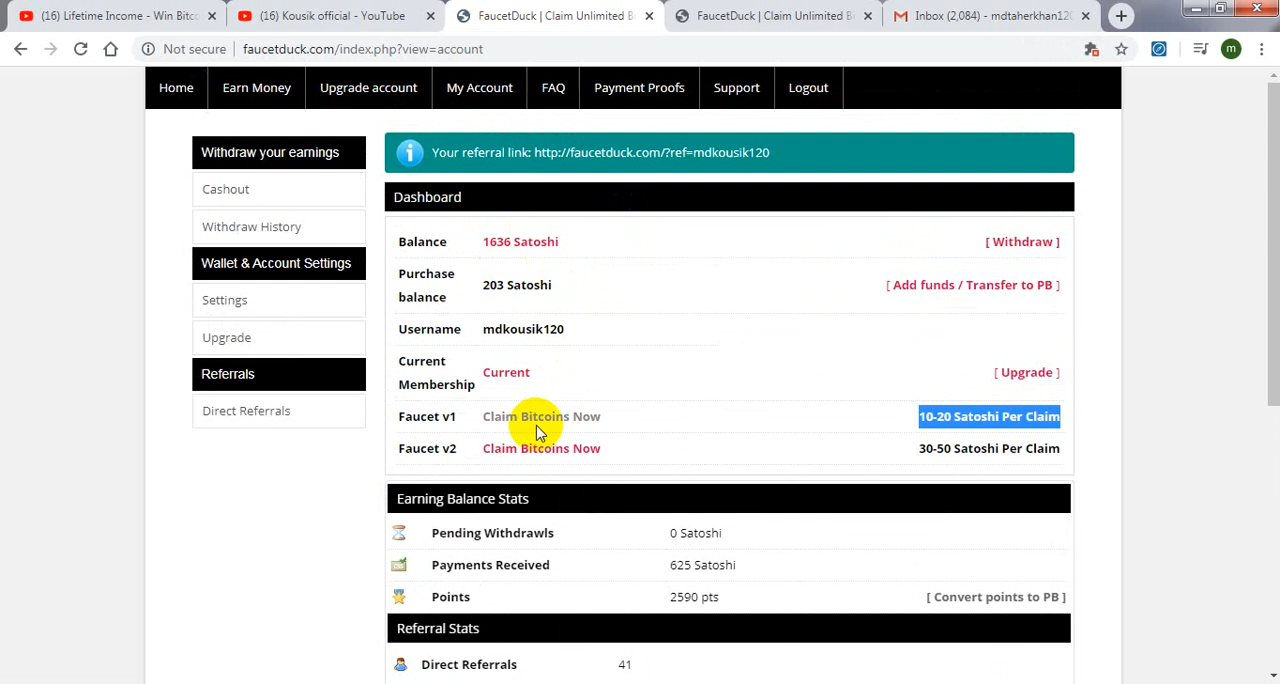 (16) Lifetime Income - Win Bitco
(16) Kousik official - YouTube
FaucetDuck | Claim Unlimited B
FaucetDuck | Claim Unlimited B
Inbox (2,084) - mdtaherkhan12
Not secure
faucetduck.com/index.php?view=account
m
Home
Earn Money
Upgrade account
My Account
FAQ
Payment Proofs
Support
Logout
Withdraw your earnings
Cashout
Withdraw History
Wallet & Account Settings
Settings
Upgrade
Referrals
Direct Referrals
Your referral link: http://faucetduck.com/?ref=mdkousik120
Dashboard
Balance 1636 Satoshi [ Withdraw ]
Purchase
balance
203 Satoshi [ Add funds / Transfer to PB ]
Username mdkousik120
Current
Membership
Current [ Upgrade ]
Faucet v1 Claim Bitcoins Now 10-20 Satoshi Per Claim
Faucet v2 Claim Bitcoins Now 30-50 Satoshi Per Claim
Earning Balance Stats
Pending Withdrawls 0 Satoshi
Payments Received 625 Satoshi
Points 2590 pts [ Convert points to PB ]
Referral Stats
Direct Referrals 41